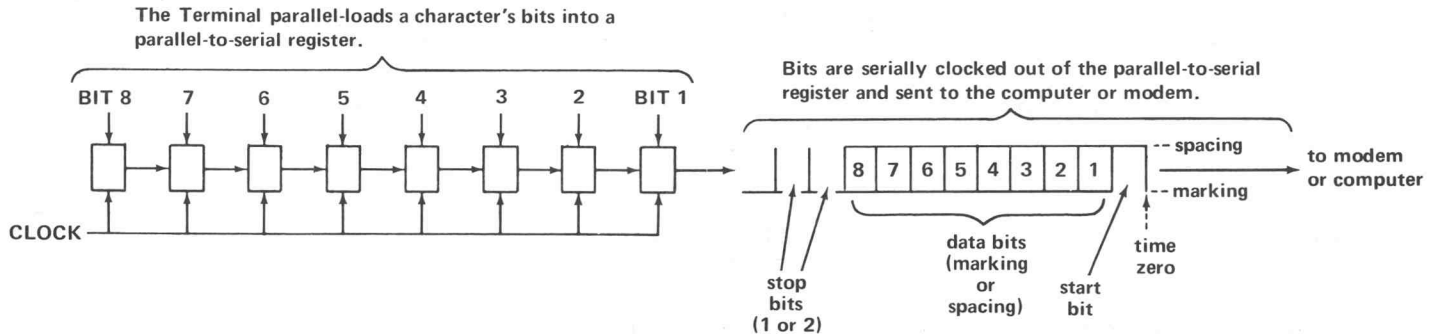 The Terminal parallel-loads a character's bits into a
parallel-to-serial register.
BIT 8 7 6 5 4 3 2 BIT 1
CLOCK
Bits are serially clocked out of the parallel-to-serial
register and sent to the computer or modem.
8 7 6 5 4 3 2 1
spacing
marking
to modem
or computer
stop
bits
(1 or 2)
data bits
(marking
or
spacing)
start
bit
time
zero